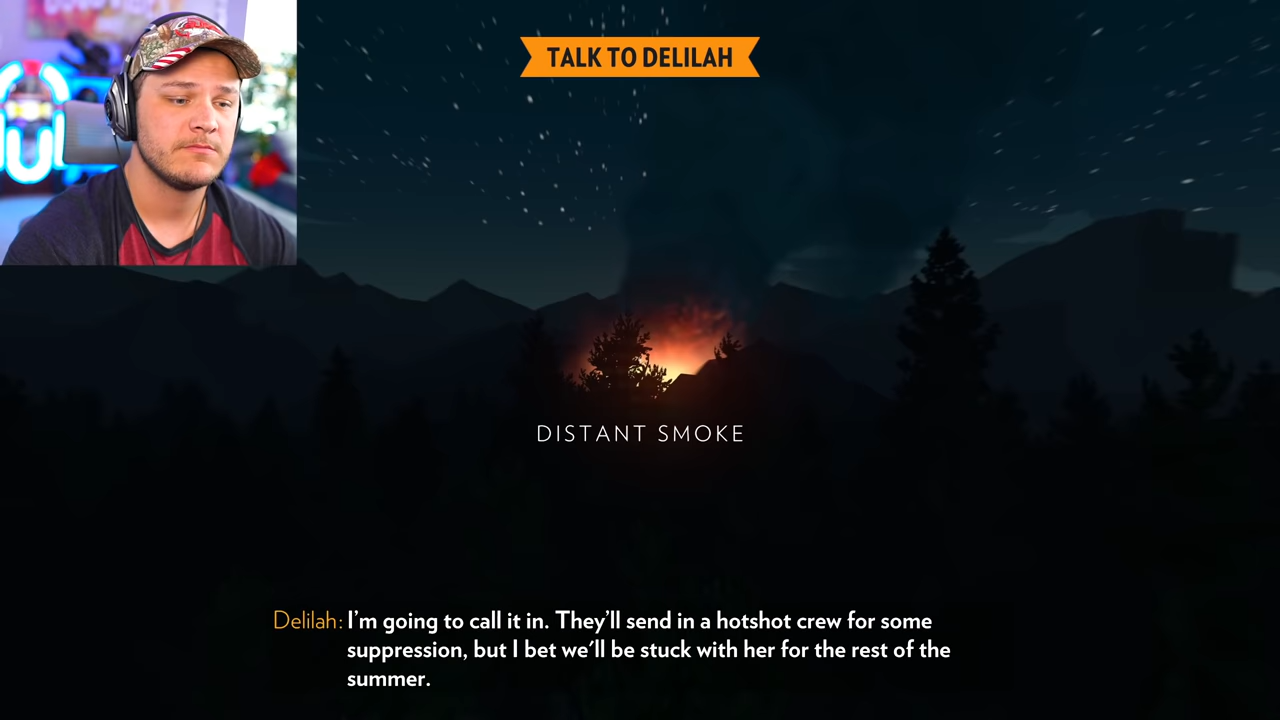 TALK TO DELILAH
DISTANT SMOKE
Delilah: I'm going to call it in. They'll send in a hotshot crew for some
suppression, but I bet we'll be stuck with her for the rest of the
summer.